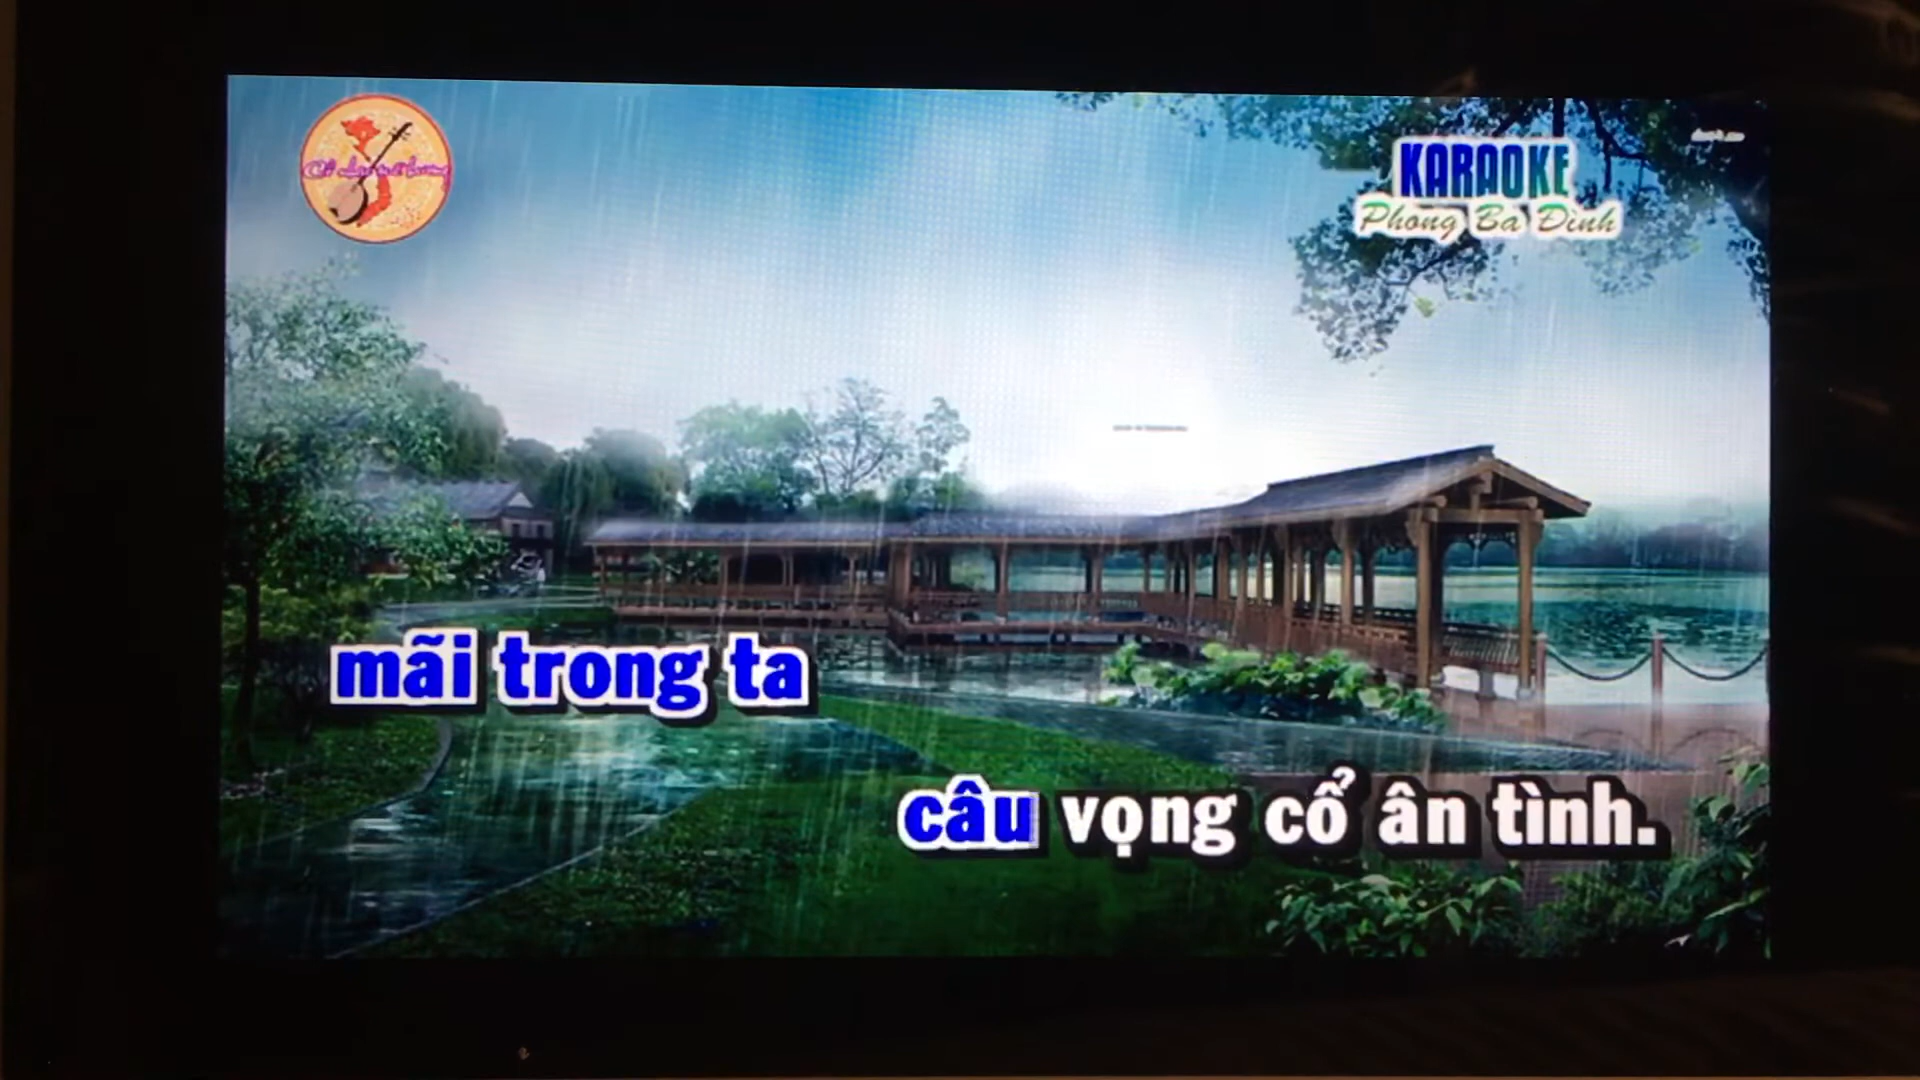 KARAOKE
Phong Ba Đình
mãi trong ta
câu vọng cổ ân tình.